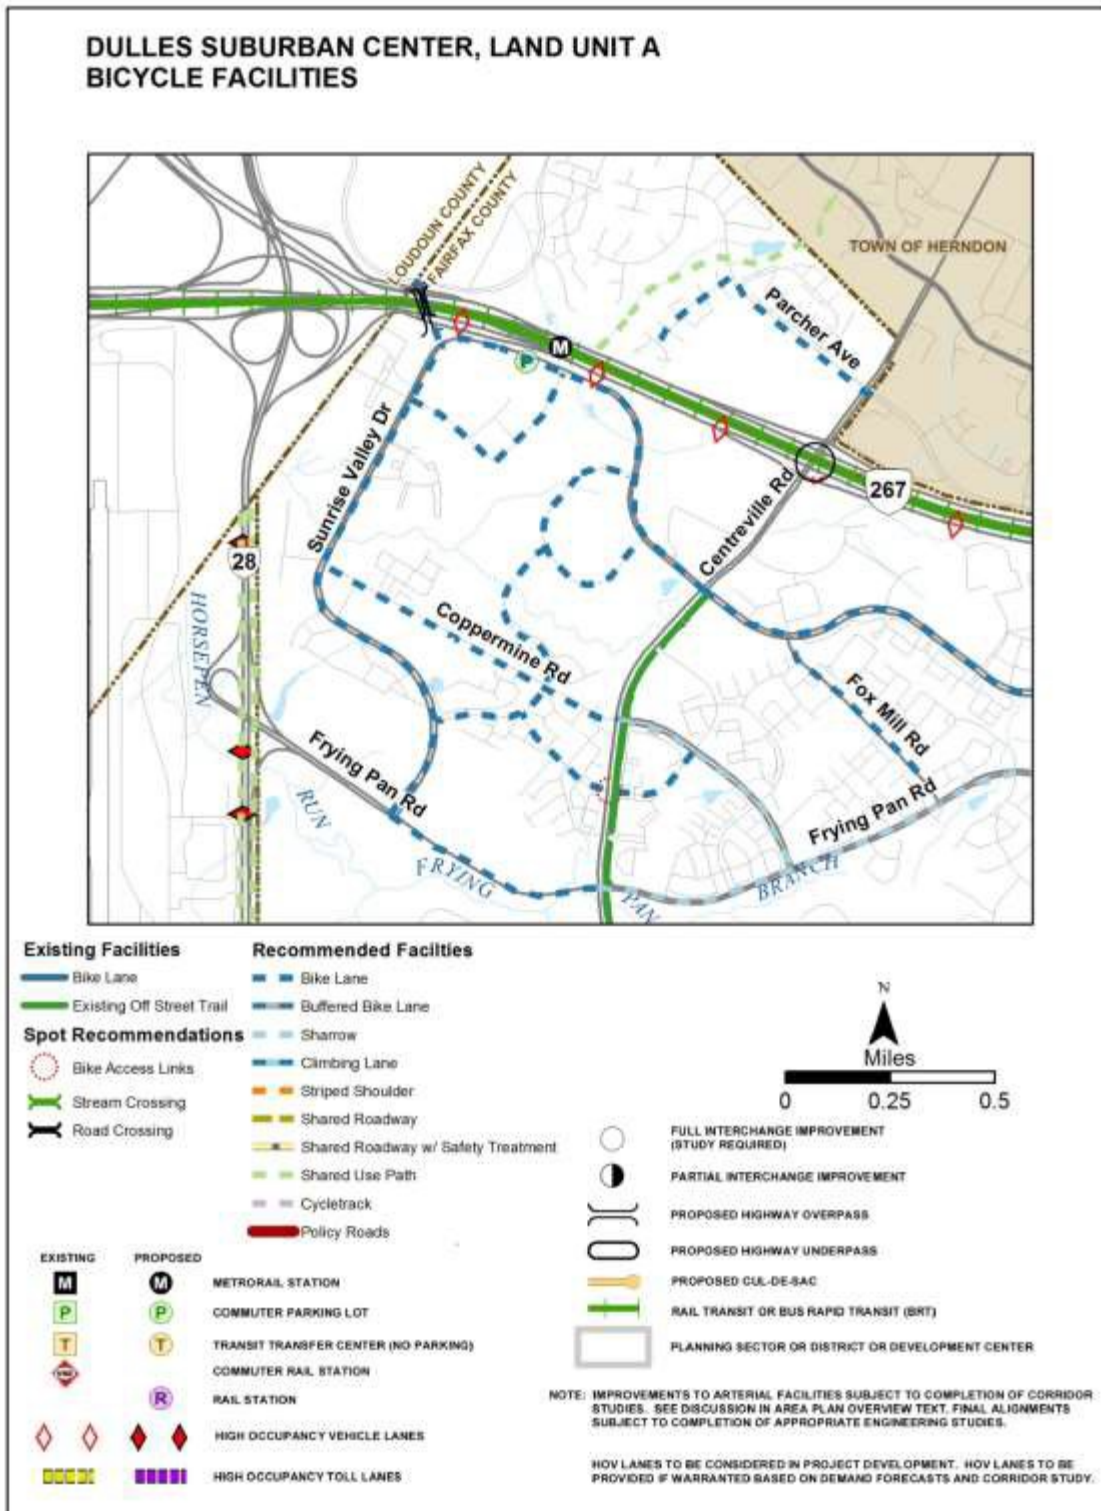 DULLES SUBURBAN CENTER, LAND UNIT A
BICYCLE FACILITIES
LOUDOUN COUNTY
FAIRFAX COUNTY
TOWN OF HERNDON
Parcher Ave
M
P
Sunrise Valley Dr
Centreville Rd
267
28
HORSEPEN
Coppermine Rd
Fox Mill Rd
Frying Pan Rd
RUN
Frying Pan Rd
FRYING
PAN
BRANCH
Existing Facilities
Bike Lane
Existing Off Street Trail
Spot Recommendations
Bike Access Links
Stream Crossing
Road Crossing
Recommended Facilties
Bike Lane
Buffered Bike Lane
Sharrow
Climbing Lane
Striped Shoulder
Shared Roadway
Shared Roadway w/ Safety Treatment
Shared Use Path
Cycletrack
Policy Roads
N
Miles
0 0.25 0.5
EXISTING PROPOSED
M M METRORAIL STATION
P P COMMUTER PARKING LOT
T T TRANSIT TRANSFER CENTER (NO PARKING)
VRE COMMUTER RAIL STATION
R RAIL STATION
HIGH OCCUPANCY VEHICLE LANES
HIGH OCCUPANCY TOLL LANES
FULL INTERCHANGE IMPROVEMENT
(STUDY REQUIRED)
PARTIAL INTERCHANGE IMPROVEMENT
PROPOSED HIGHWAY OVERPASS
PROPOSED HIGHWAY UNDERPASS
PROPOSED CUL-DE-SAC
RAIL TRANSIT OR BUS RAPID TRANSIT (BRT)
PLANNING SECTOR OR DISTRICT OR DEVELOPMENT CENTER
NOTE: IMPROVEMENTS TO ARTERIAL FACILITIES SUBJECT TO COMPLETION OF CORRIDOR
STUDIES. SEE DISCUSSION IN AREA PLAN OVERVIEW TEXT. FINAL ALIGNMENTS
SUBJECT TO COMPLETION OF APPROPRIATE ENGINEERING STUDIES.
HOV LANES TO BE CONSIDERED IN PROJECT DEVELOPMENT. HOV LANES TO BE
PROVIDED IF WARRANTED BASED ON DEMAND FORECASTS AND CORRIDOR STUDY.